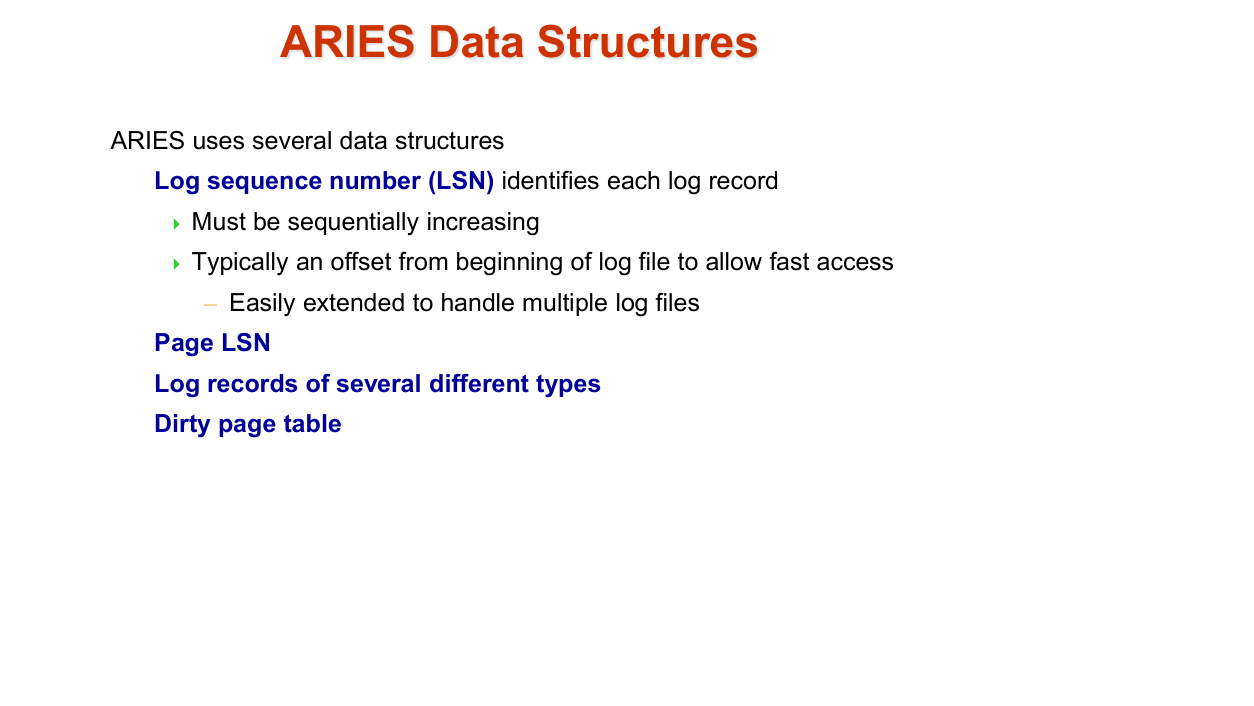 ARIES Data Structures
ARIES uses several data structures
Log sequence number (LSN) identifies each log record
Must be sequentially increasing
Typically an offset from beginning of log file to allow fast access
– Easily extended to handle multiple log files
Page LSN
Log records of several different types
Dirty page table